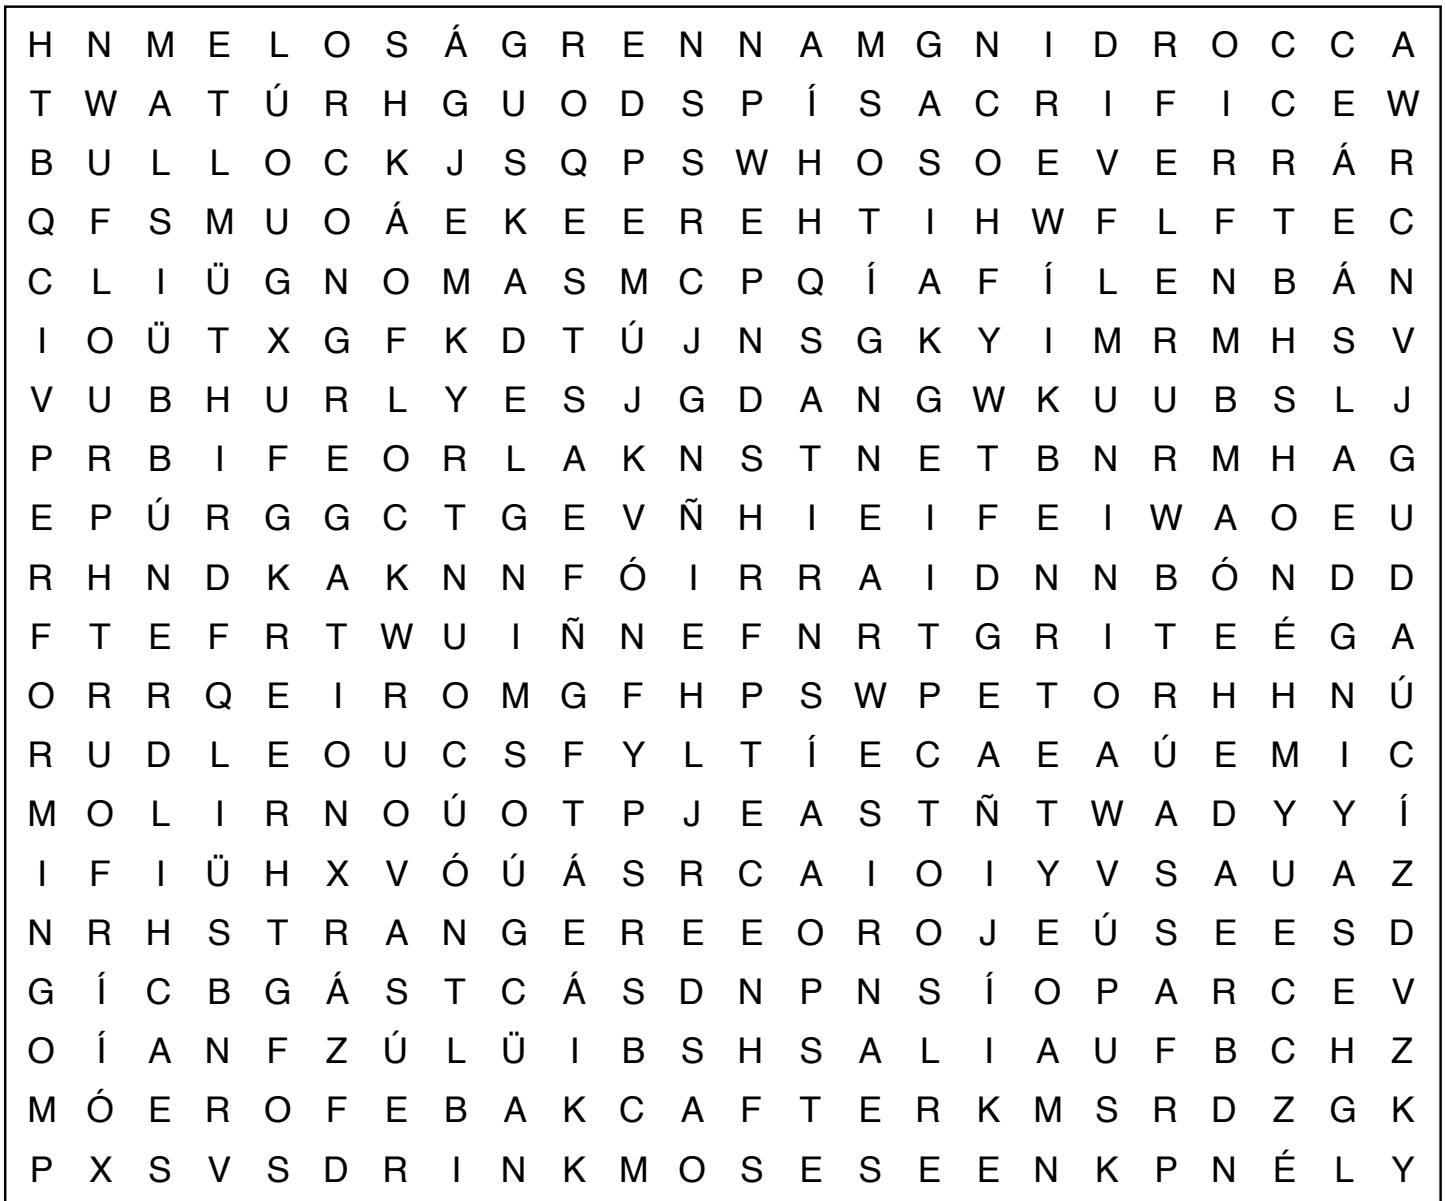 H N M E L O S Á G R E N N A M G N I D R O C C A
T W A T Ú R H G U O D S P Í S A C R I F I C E W
B U L L O C K J S Q P S W H O S O E V E R R Á R
Q F S M U O Á E K E E R E H T I H W F L F T E C
C L I Ü G N O M A S M C P Q Í A F Í L E N B Á N
I O Ü T X G F K D T Ú J N S G K Y I M R M H S V
V U B H U R L Y E S J G D A N G W K U U B S L J
P R B I F E O R L A K N S T N E T B N R M H A G
E P Ú R G G C T G E V Ñ H I E I F E I W A O E U
R H N D K A K N N F Ó I R R A I D N N B Ó N D D
F T E F R T W U I Ñ N E F N R T G R I T E É G A
O R R Q E I R O M G F H P S W P E T O R H H N Ú
R U D L E O U C S F Y L T Í E C A E A Ú E M I C
M O L I R N O Ú O T P J E A S T Ñ T W A D Y Y Í
I F I Ü H X V Ó Ú Á S R C A I O I Y V S A U A Z
N R H S T R A N G E R E E O R O J E Ú S E E S D
G Í C B G Á S T C Á S D N P N S Í O P A R C E V
O Í A N F Z Ú L Ü I B S H S A L I A U F B C H Z
M Ó E R O F E B A K C A F T E R K M S R D Z G K
P X S V S D R I N K M O S E S E E N K P N É L Y